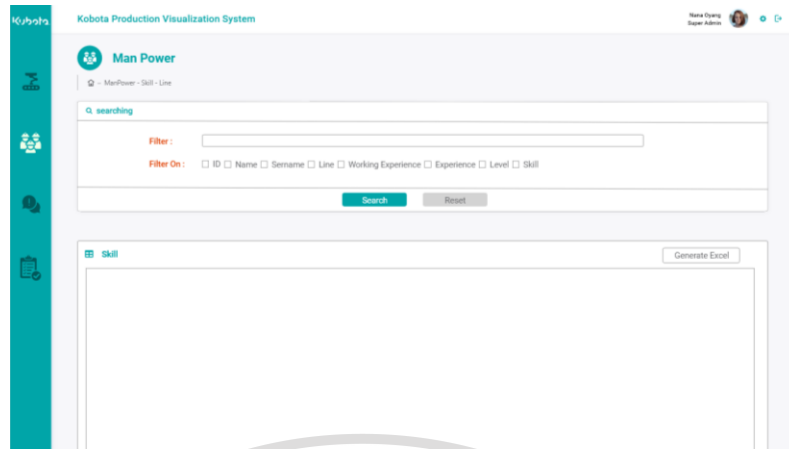 Kubota
Kobota Production Visualization System
Nana Oyang
Super Admin
Man Power
- ManPower - Skill - Line
searching
Filter :
Filter On :
ID Name Sername Line Working Experience Experience Level Skill
Search Reset
Skill
Generate Excel